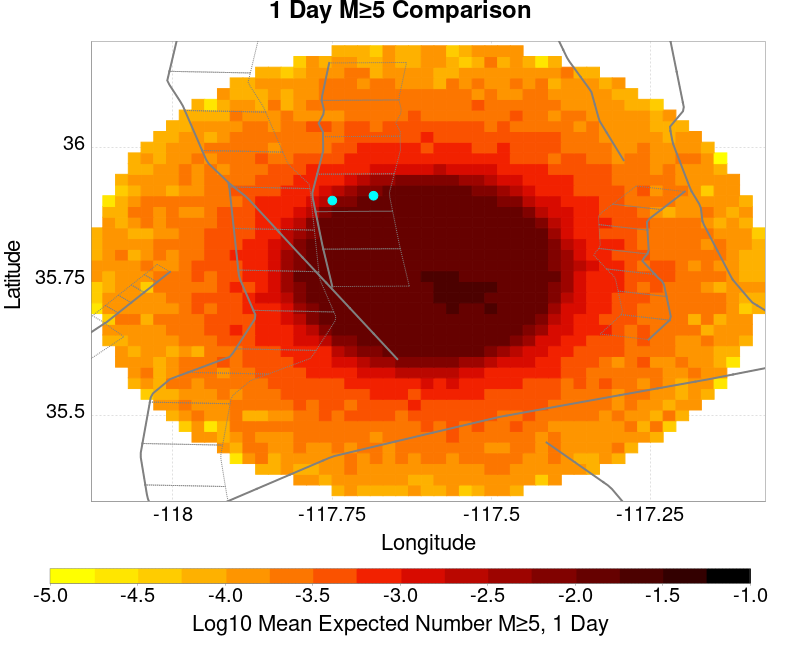 1 Day M≥5 Comparison
36
35.75
35.5
Latitude
-118 -117.75 -117.5 -117.25
Longitude
-5.0 -4.5 -4.0 -3.5 -3.0 -2.5 -2.0 -1.5 -1.0
Log10 Mean Expected Number M≥5, 1 Day